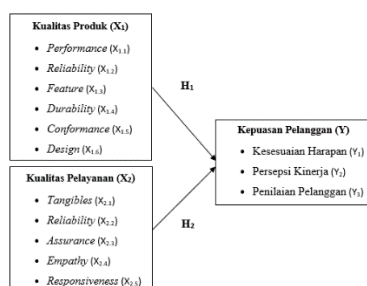 Kualitas Produk (X₁)
• Performance (X₁.₁)
• Reliability (X₁.₂)
• Feature (X₁.₃)
• Durability (X₁.₄)
• Conformance (X₁.₅)
• Design (X₁.₆)
H₁
Kepuasan Pelanggan (Y)
• Kesesuaian Harapan (Y₁)
• Persepsi Kinerja (Y₂)
• Penilaian Pelanggan (Y₃)
Kualitas Pelayanan (X₂)
• Tangibles (X₂.₁)
• Reliability (X₂.₂)
• Assurance (X₂.₃)
• Empathy (X₂.₄)
• Responsiveness (X₂.₅)
H₂